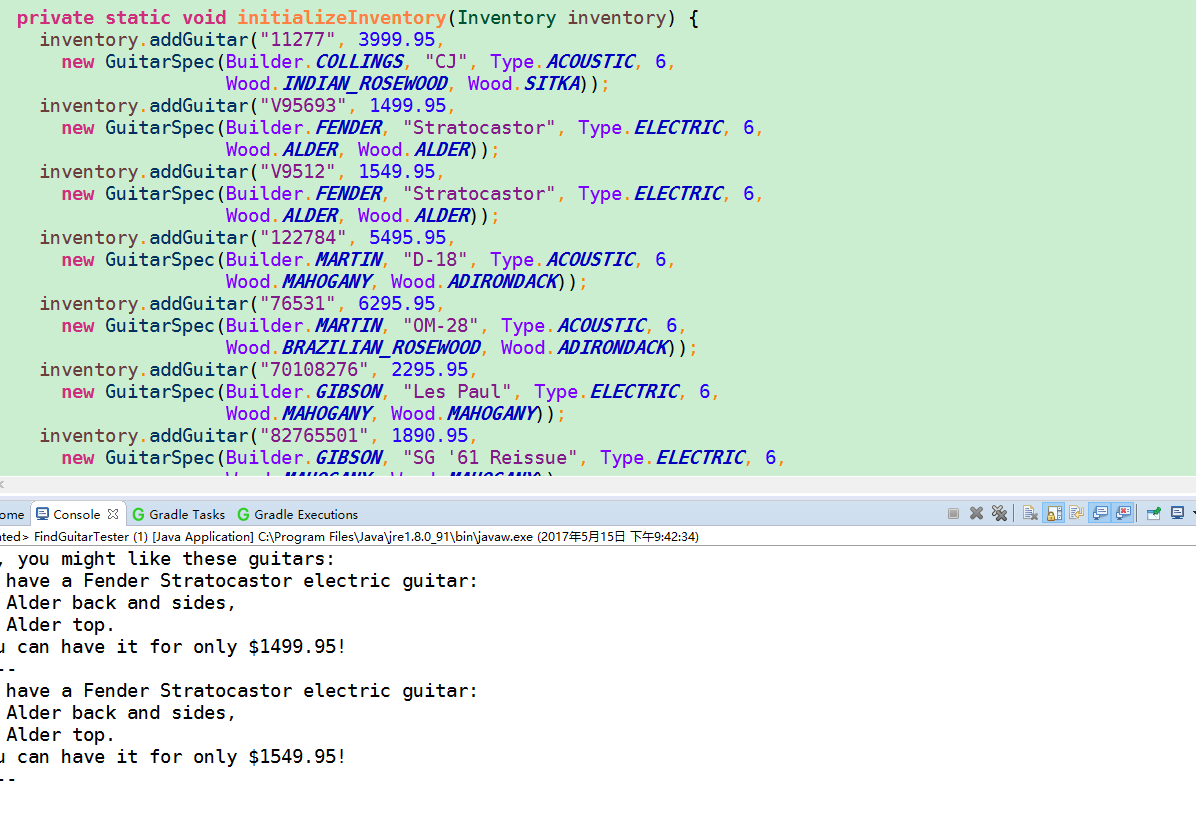 private static void initializeInventory(Inventory inventory) {
inventory.addGuitar("11277", 3999.95,
new GuitarSpec(Builder.COLLINGS, "CJ", Type.ACOUSTIC, 6,
Wood.INDIAN_ROSEWOOD, Wood.SITKA));
inventory.addGuitar("V95693", 1499.95,
new GuitarSpec(Builder.FENDER, "Stratocastor", Type.ELECTRIC, 6,
Wood.ALDER, Wood.ALDER));
inventory.addGuitar("V9512", 1549.95,
new GuitarSpec(Builder.FENDER, "Stratocastor", Type.ELECTRIC, 6,
Wood.ALDER, Wood.ALDER));
inventory.addGuitar("122784", 5495.95,
new GuitarSpec(Builder.MARTIN, "D-18", Type.ACOUSTIC, 6,
Wood.MAHOGANY, Wood.ADIRONDACK));
inventory.addGuitar("76531", 6295.95,
new GuitarSpec(Builder.MARTIN, "OM-28", Type.ACOUSTIC, 6,
Wood.BRAZILIAN_ROSEWOOD, Wood.ADIRONDACK));
inventory.addGuitar("70108276", 2295.95,
new GuitarSpec(Builder.GIBSON, "Les Paul", Type.ELECTRIC, 6,
Wood.MAHOGANY, Wood.MAHOGANY));
inventory.addGuitar("82765501", 1890.95,
new GuitarSpec(Builder.GIBSON, "SG '61 Reissue", Type.ELECTRIC, 6,
ome Console Gradle Tasks Gradle Executions
ated> FindGuitarTester (1) [Java Application] C:\Program Files\Java\jre1.8.0_91\bin\javaw.exe (2017年5月15日 下午9:42:34)
, you might like these guitars:
have a Fender Stratocastor electric guitar:
Alder back and sides,
Alder top.
u can have it for only $1499.95!
--
have a Fender Stratocastor electric guitar:
Alder back and sides,
Alder top.
u can have it for only $1549.95!
--